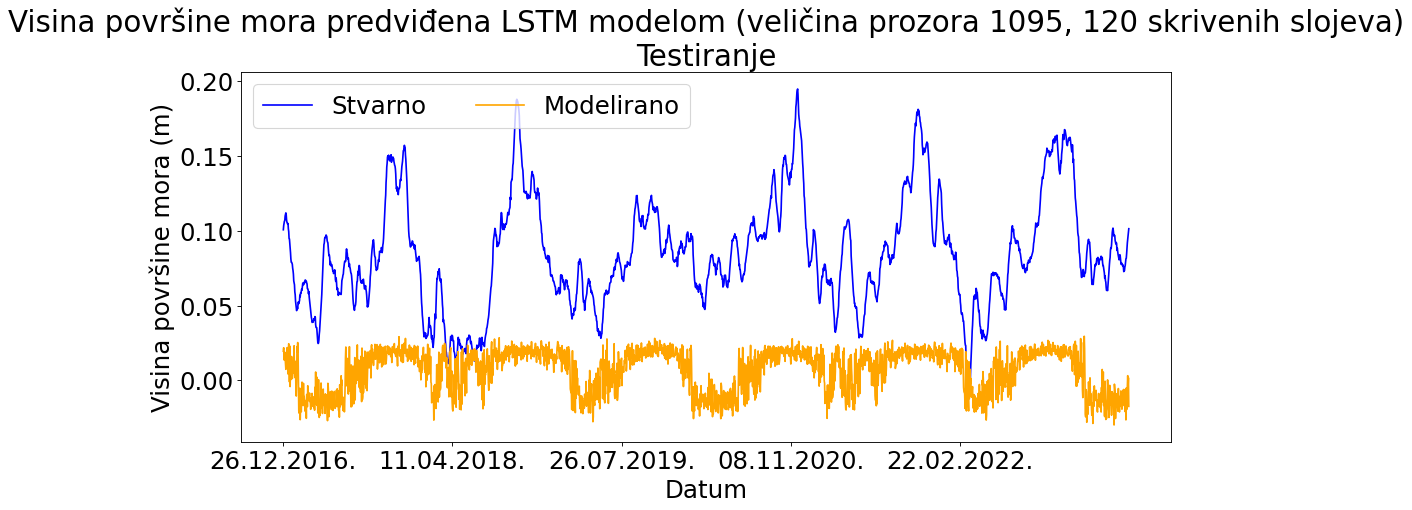 Visina površine mora predviđena LSTM modelom (veličina prozora 1095, 120 skrivenih slojeva)
Testiranje
Stvarno
Modelirano
Visina površine mora (m)
0.20
0.15
0.10
0.05
0.00
26.12.2016.
11.04.2018.
26.07.2019.
08.11.2020.
22.02.2022.
Datum